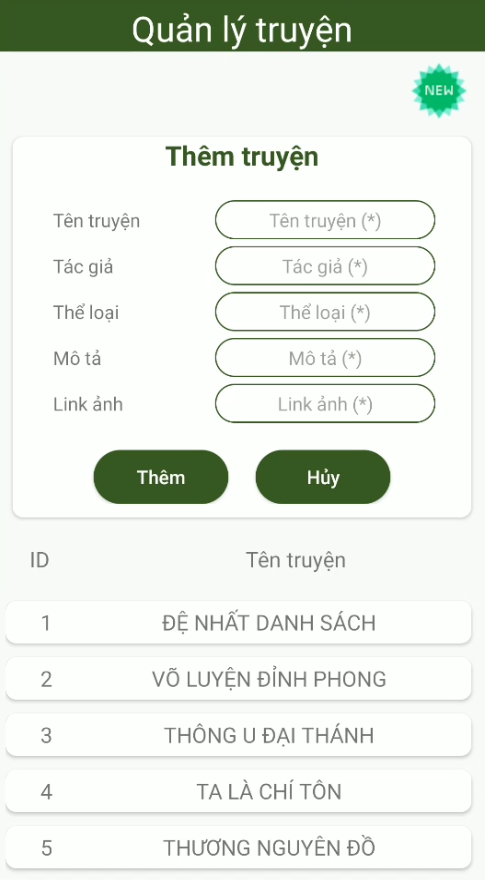 Quản lý truyện
NEW
Thêm truyện
Tên truyện Tên truyện (*)
Tác giả Tác giả (*)
Thể loại Thể loại (*)
Mô tả Mô tả (*)
Link ảnh Link ảnh (*)
Thêm Hủy
ID Tên truyện
1 ĐỆ NHẤT DANH SÁCH
2 VÕ LUYỆN ĐỈNH PHONG
3 THÔNG U ĐẠI THÁNH
4 TA LÀ CHÍ TÔN
5 THƯƠNG NGUYÊN ĐỒ